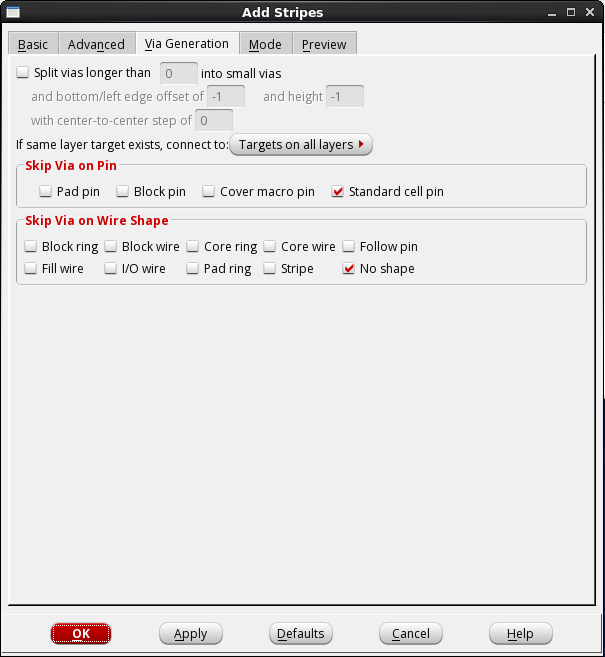 Add Stripes
Basic Advanced Via Generation Mode Preview
Split vias longer than 0 into small vias
and bottom/left edge offset of -1 and height -1
with center-to-center step of 0
If same layer target exists, connect to: Targets on all layers
Skip Via on Pin
Pad pin Block pin Cover macro pin Standard cell pin
Skip Via on Wire Shape
Block ring Block wire Core ring Core wire Follow pin
Fill wire I/O wire Pad ring Stripe No shape
OK Apply Defaults Cancel Help